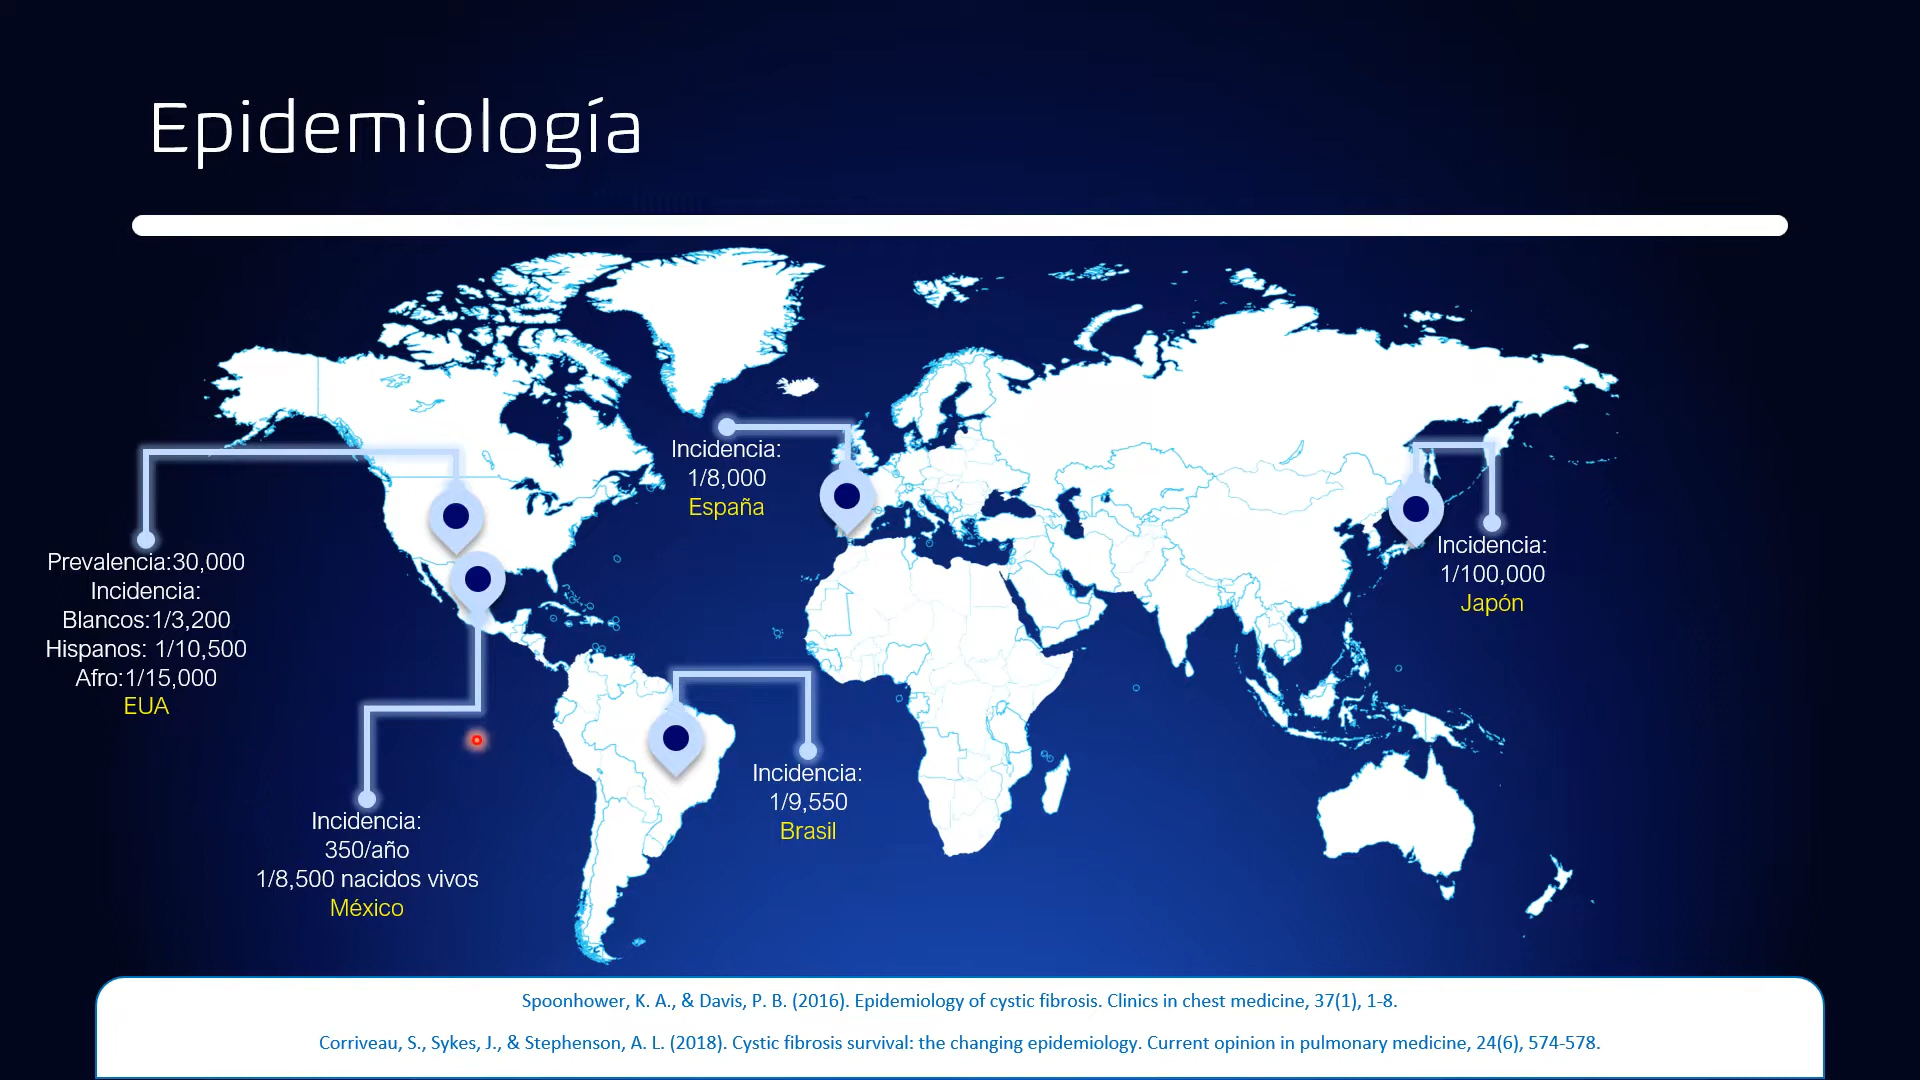 Epidemiología
Incidencia:
1/8,000
España
Prevalencia:30,000
Incidencia:
Blancos:1/3,200
Hispanos: 1/10,500
Afro:1/15,000
EUA
Incidencia:
1/100,000
Japón
Incidencia:
350/año
1/8,500 nacidos vivos
México
Incidencia:
1/9,550
Brasil
Spoonhower, K. A., & Davis, P. B. (2016). Epidemiology of cystic fibrosis. Clinics in chest medicine, 37(1), 1-8.
Corriveau, S., Sykes, J., & Stephenson, A. L. (2018). Cystic fibrosis survival: the changing epidemiology. Current opinion in pulmonary medicine, 24(6), 574-578.